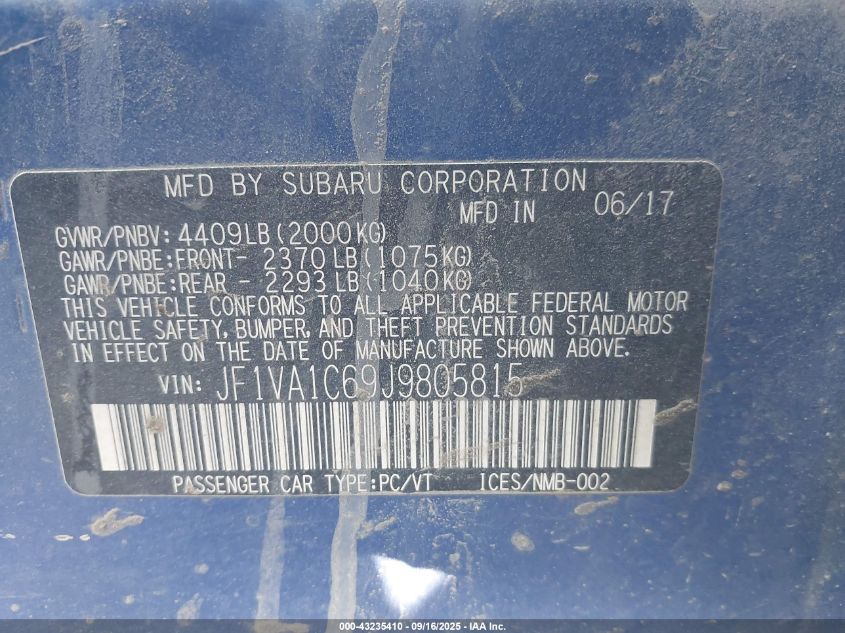 MFD BY SUBARU CORPORATION
MFD IN 06/17
GVWR/PNBV: 4409LB (2000KG)
GAWR/PNBE:FRONT- 2370 LB (1075KG)
GAWR/PNBE:REAR - 2293 LB (1040KG)
THIS VEHICLE CONFORMS TO ALL APPLICABLE FEDERAL MOTOR
VEHICLE SAFETY, BUMPER, AND THEFT PREVENTION STANDARDS
IN EFFECT ON THE DATE OF MANUFACTURE SHOWN ABOVE.
VIN: JF1VA1C69J9805815
PASSENGER CAR TYPE:PC/VT ICES/NMB-002
000-43235410 - 09/16/2025 - IAA Inc.